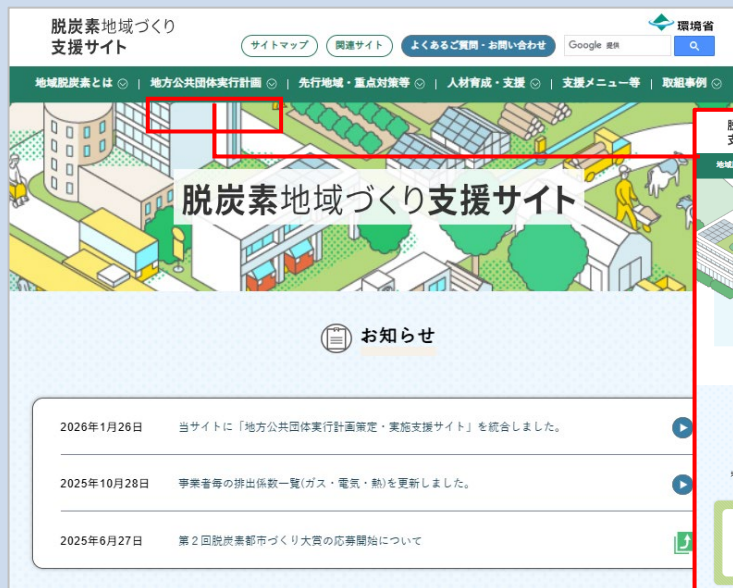 脱炭素地域づくり
支援サイト
環境省
サイトマップ
関連サイト
よくあるご質問・お問い合わせ
Google 提供
地域脱炭素とは | 地方公共団体実行計画 | 先行地域・重点対策等 | 人材育成・支援 | 支援メニュー等 | 取組事例
脱炭素地域づくり支援サイト
お知らせ
2026年1月26日 当サイトに「地方公共団体実行計画策定・実施支援サイト」を統合しました。
2025年10月28日 事業者毎の排出係数一覧(ガス・電気・熱)を更新しました。
2025年6月27日 第2回脱炭素都市づくり大賞の応募開始について